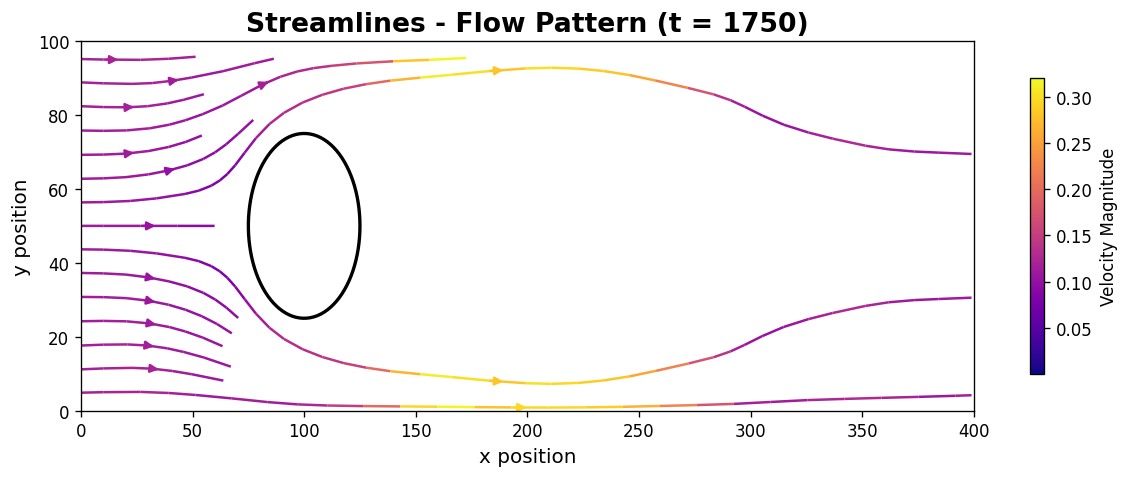 Streamlines - Flow Pattern (t = 1750)
100
80
60
40
20
0
y position
0 50 100 150 200 250 300 350 400
x position
0.30
0.25
0.20
0.15
0.10
0.05
Velocity Magnitude